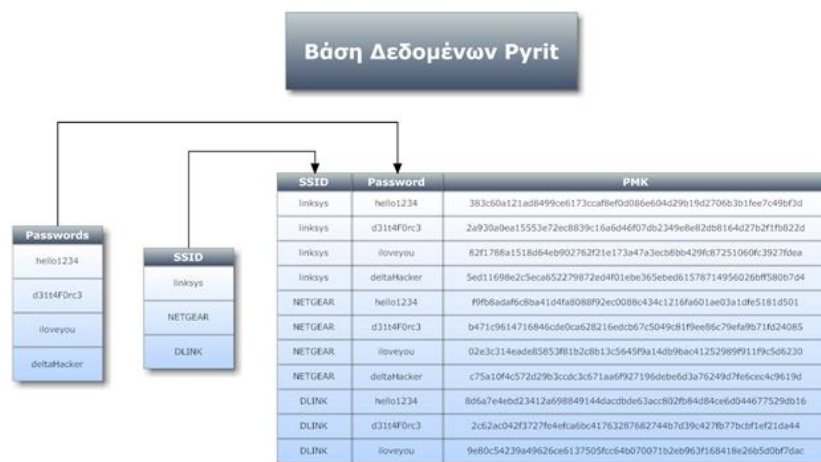 Βάση Δεδομένων Pyrit
Passwords
hello1234
d31t4F0rc3
iloveyou
deltaHacker
SSID
linksys
NETGEAR
DLINK
SSID Password PMK
linksys hello1234 383c60a121ad8499ce6173ccaf8ef0d086e604d29b19d2706b3b1fee7c49bf3d
linksys d31t4F0rc3 2a930a0ea15553e72ec8839c16a6d46f07db2349e8e82db8164d27b2f1fb822d
linksys iloveyou 82f1788a1518d64eb902762f21e173a47a3ecb8bb429fc87251060fc3927fdea
linksys deltaHacker 5ed11698e2c5eca652279872ed4f01ebe365ebed61578714956026bff580b7d4
NETGEAR hello1234 f9fb8adaf6c8ba41d4fa8088f92ec0088c434c1216fa601ae03a1dfe5181d501
NETGEAR d31t4F0rc3 b471c9614716846cde0ca628216edcb67c5049c81f9ee86c79efa9b71fd24085
NETGEAR iloveyou 02e3c314eade85853f81b2c8b13c5645f9a14db9bac41252989f911f9c5d6230
NETGEAR deltaHacker c75a10f4c572d29b3ccdc3c671aa6f927196debe6d3a76249d7fe6cec4c9619d
DLINK hello1234 8d6a7e4ebd23412a698849144dacdbde63acc802fb84d84ce6d044677529db16
DLINK d31t4F0rc3 2c62ac042f3727fe4efca6bc41763287682744b7d39c427fb77bcbf1ef21da44
DLINK iloveyou 9e80c54239a49626ce6137505fcc64b070071b2eb963f168418e26b5d0bf7dac